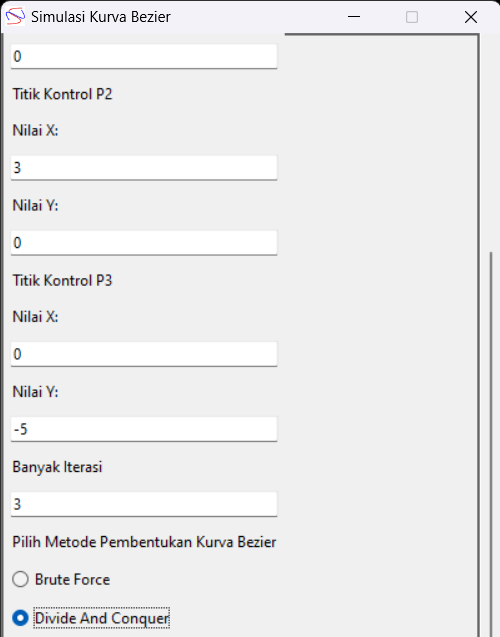 Simulasi Kurva Bezier
0
Titik Kontrol P2
Nilai X:
3
Nilai Y:
0
Titik Kontrol P3
Nilai X:
0
Nilai Y:
-5
Banyak Iterasi
3
Pilih Metode Pembentukan Kurva Bezier
Brute Force
Divide And Conquer